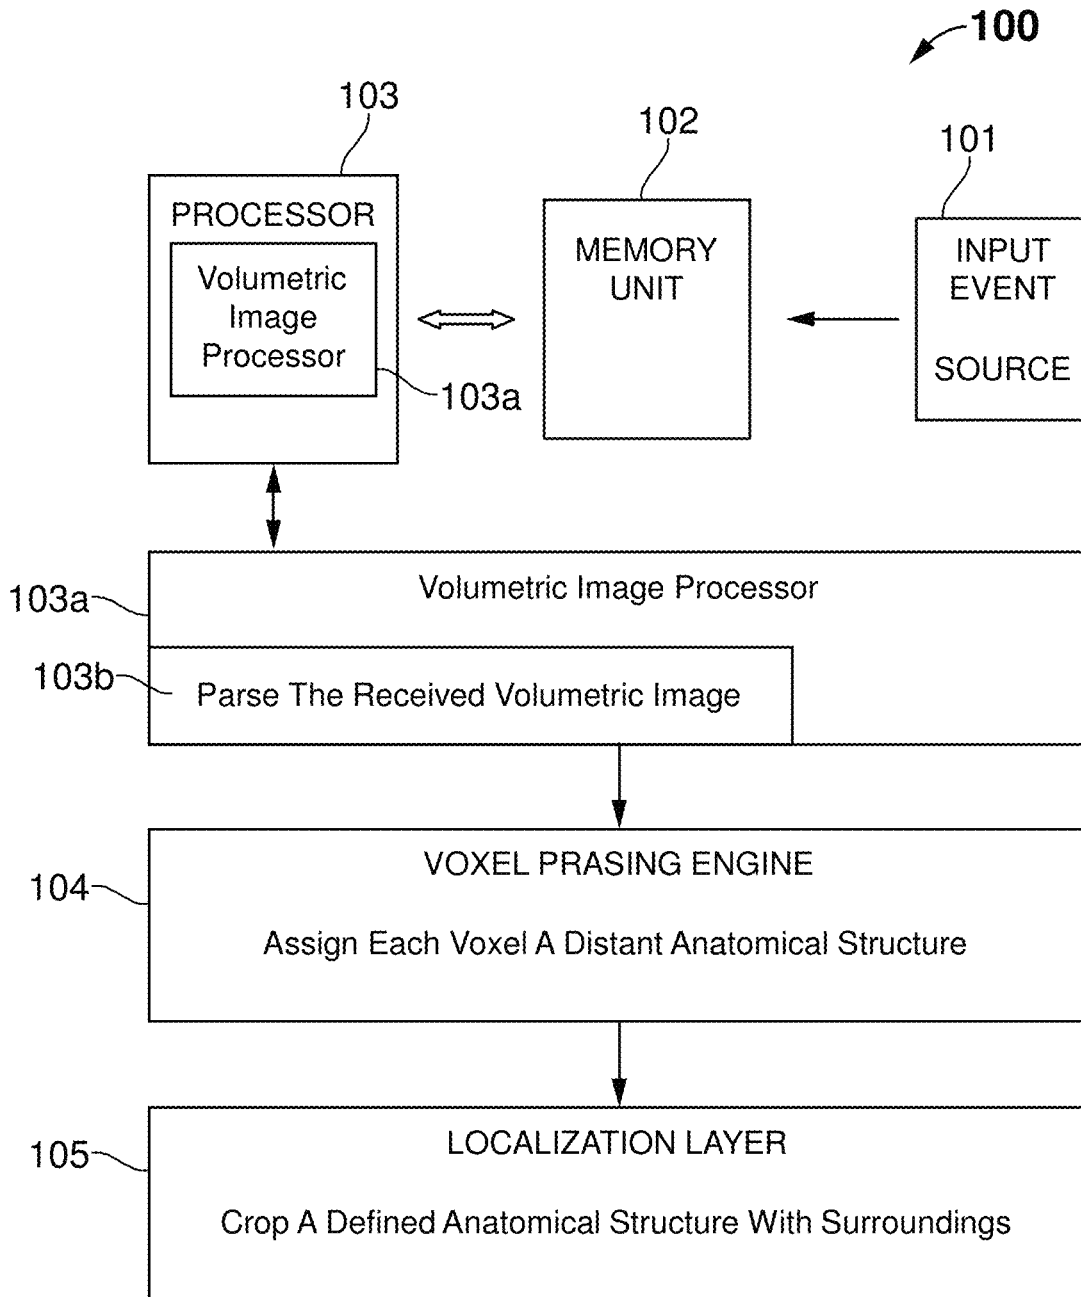 100
103
102
101
PROCESSOR
Volumetric
Image
Processor
103a
MEMORY
UNIT
INPUT
EVENT
SOURCE
103a
Volumetric Image Processor
103b
Parse The Received Volumetric Image
104
VOXEL PRASING ENGINE
Assign Each Voxel A Distant Anatomical Structure
105
LOCALIZATION LAYER
Crop A Defined Anatomical Structure With Surroundings